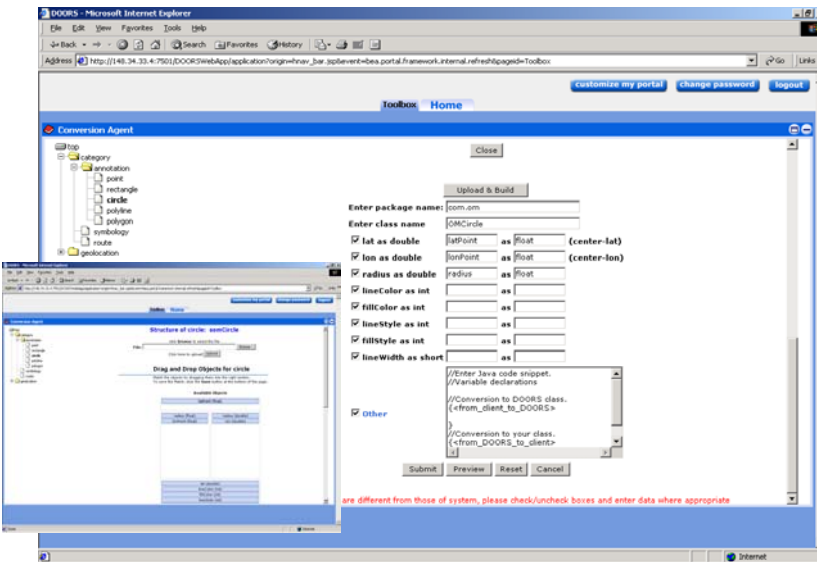 DOORS - Microsoft Internet Explorer
File Edit View Favorites Tools Help
Back Search Favorites History
Address http://148.34.33.4:7501/DOORSWebApp/application?origin=hnav_bar.jsp&event=bea.portal.framework.internal.refresh&pageid=Toolbox Go Links
customize my portal change password logout
Toolbox Home
Conversion Agent
top
category
annotation
point
rectangle
circle
polyline
polygon
symbology
route
geolocation
Close
Upload & Build
Enter package name: com.om
Enter class name OMCircle
lat as double latPoint as float (center-lat)
lon as double lonPoint as float (center-lon)
radius as double radius as float
lineColor as int as
fillColor as int as
lineStyle as int as
fillStyle as int as
lineWidth as short as
Other
//Enter Java code snippet.
//Variable declarations
//Conversion to DOORS class.
{<from_client_to_DOORS>
}
//Conversion to your class.
{<from_DOORS_to_client>
Submit Preview Reset Cancel
are different from those of system, please check/uncheck boxes and enter data where appropriate
Internet
Conversion Agent
Structure of circle: osmCircle
Drag and Drop Objects for circle
Available Objects